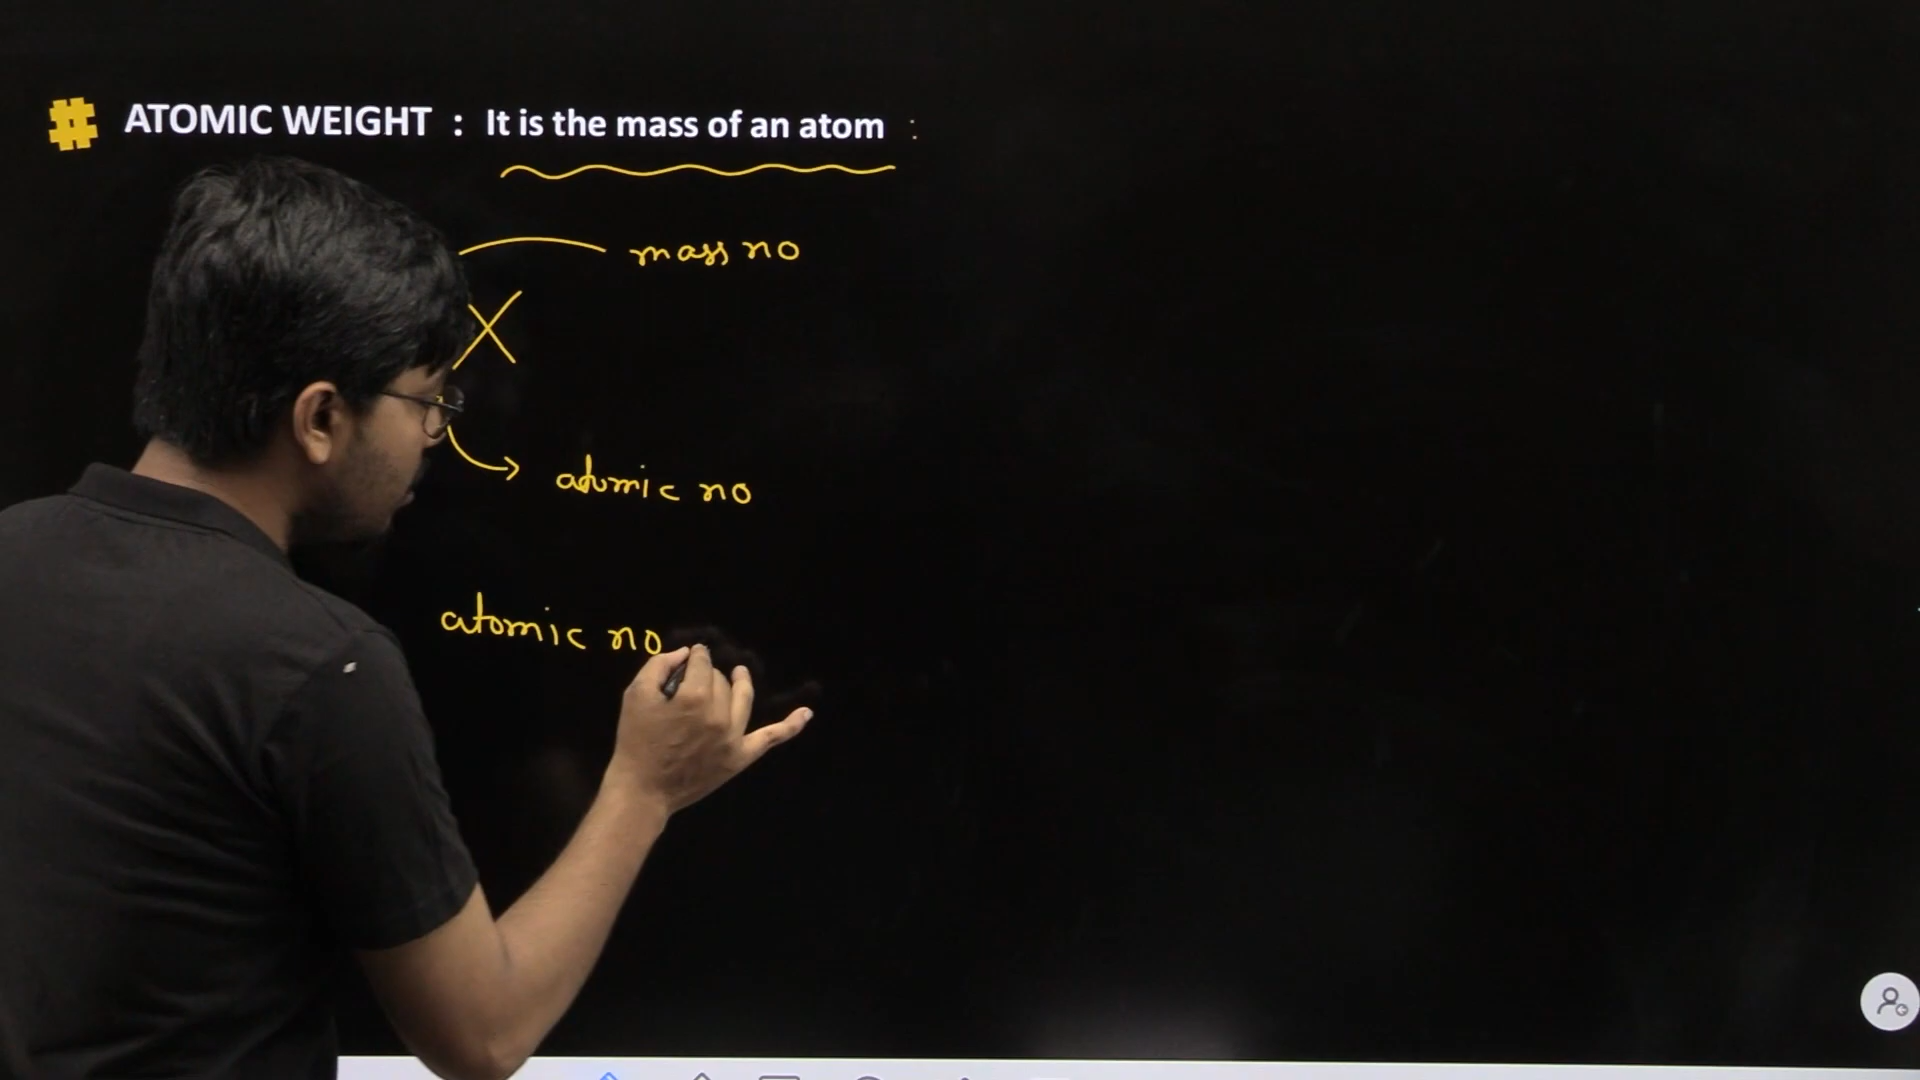 # ATOMIC WEIGHT : It is the mass of an atom :
mass no
X
atomic no
atomic no